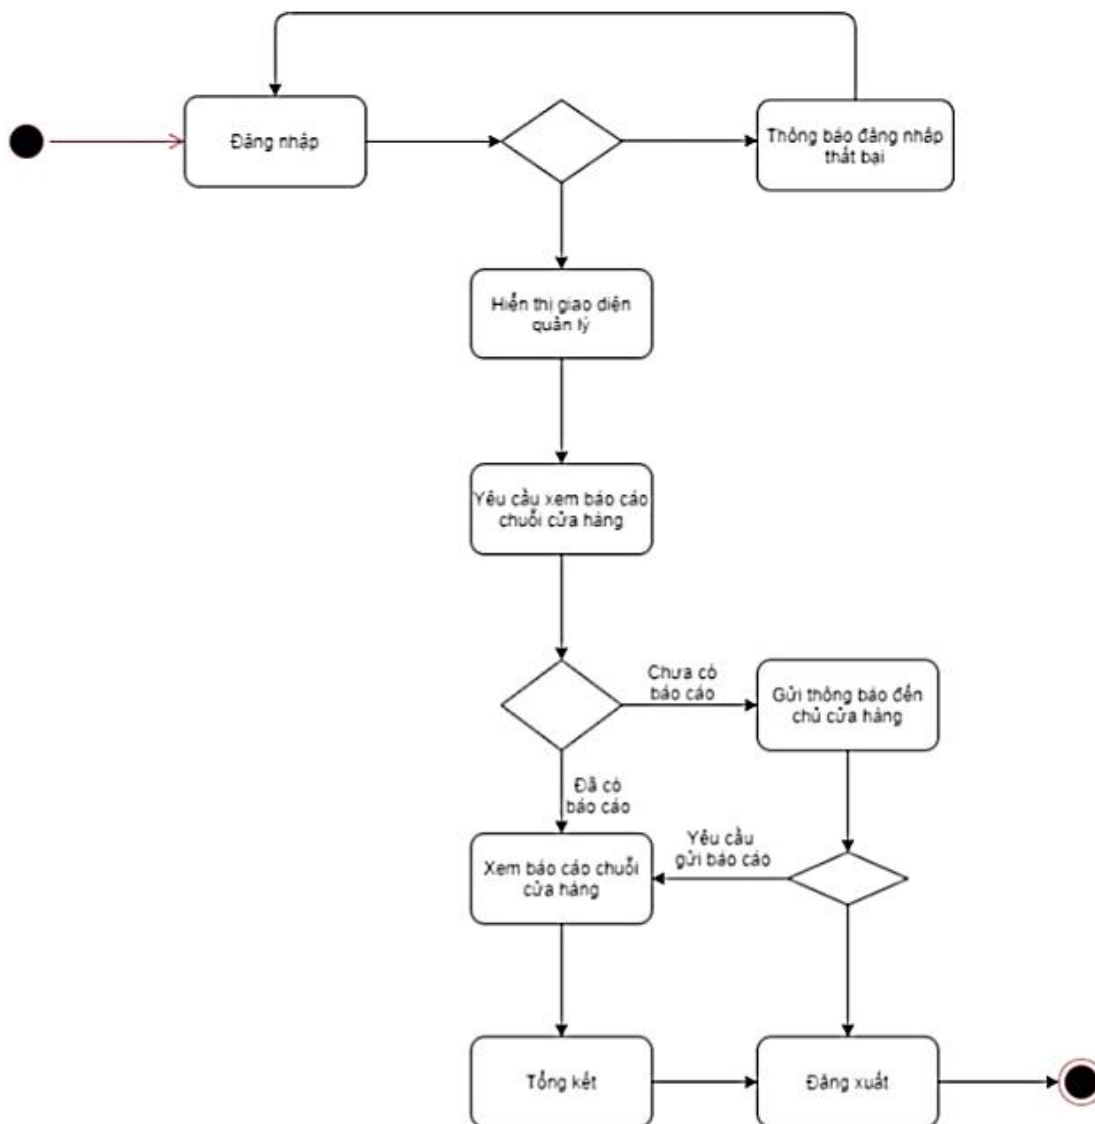 Đăng nhập
Thông báo đăng nhập
thất bại
Hiển thị giao diện
quản lý
Yêu cầu xem báo cáo
chuỗi cửa hàng
Chưa có
báo cáo
Gửi thông báo đến
chủ cửa hàng
Đã có
báo cáo
Yêu cầu
gửi báo cáo
Xem báo cáo chuỗi
cửa hàng
Tổng kết
Đăng xuất